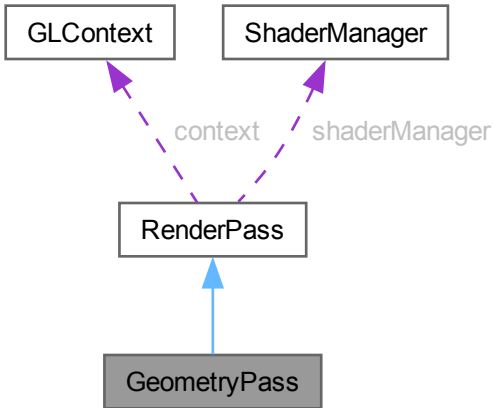 GLContext
ShaderManager
context
shaderManager
RenderPass
GeometryPass